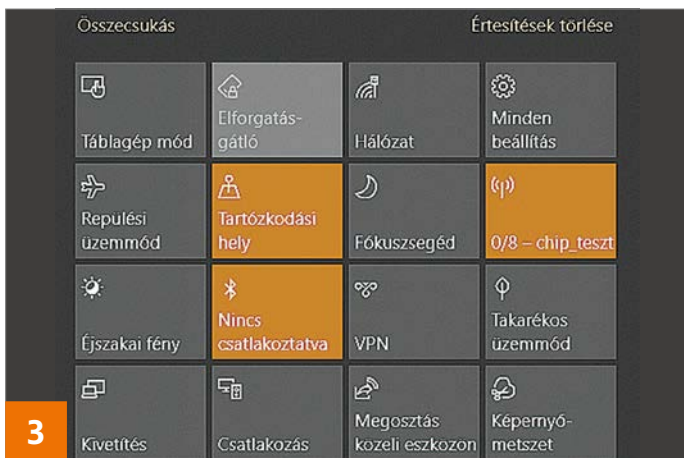 Összecsukás
Értesítések törlése
Táblagép mód
Elforgatás-
gátló
Hálózat
Minden
beállítás
Repülési
üzemmód
Tartózkodási
hely
Fókuszsegéd
0/8 – chip_teszt
Éjszakai fény
Nincs
csatlakoztatva
VPN
Takarékos
üzemmód
Kivetítés
Csatlakozás
Megosztás
közeli eszközön
Képernyő-
metszet
3